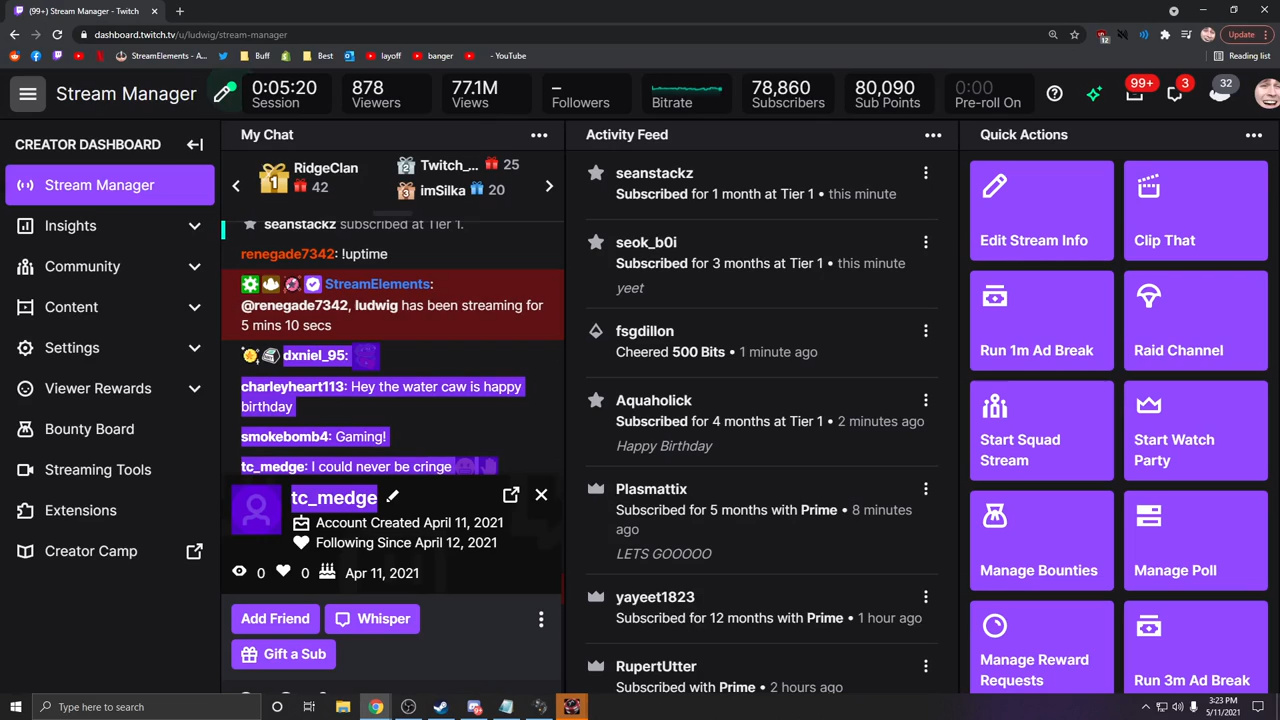 (99+) Stream Manager - Twitch
dashboard.twitch.tv/u/ludwig/stream-manager
Update
StreamElements - A...
Buff
Best
layoff
banger
- YouTube
Reading list
12
Stream Manager
0:05:20
Session
878
Viewers
77.1M
Views
–
Followers
Bitrate
78,860
Subscribers
80,090
Sub Points
0:00
Pre-roll On
99+
3
32
CREATOR DASHBOARD
Stream Manager
Insights
Community
Content
Settings
Viewer Rewards
Bounty Board
Streaming Tools
Extensions
Creator Camp
My Chat
1
RidgeClan
42
2
Twitch_...
25
3
imSilka
20
seanstackz subscribed at Tier 1.
renegade7342: !uptime
StreamElements:
@renegade7342, ludwig has been streaming for
5 mins 10 secs
dxniel_95:
charleyheart113: Hey the water caw is happy
birthday
smokebomb4: Gaming!
tc_medge: I could never be cringe
tc_medge
Account Created April 11, 2021
Following Since April 12, 2021
0
0
Apr 11, 2021
Add Friend
Whisper
Gift a Sub
Activity Feed
seanstackz
Subscribed for 1 month at Tier 1 • this minute
seok_b0i
Subscribed for 3 months at Tier 1 • this minute
yeet
fsgdillon
Cheered 500 Bits • 1 minute ago
Aquaholick
Subscribed for 4 months at Tier 1 • 2 minutes ago
Happy Birthday
Plasmattix
Subscribed for 5 months with Prime • 8 minutes
ago
LETS GOOOOO
yayeet1823
Subscribed for 12 months with Prime • 1 hour ago
RupertUtter
Subscribed with Prime • 2 hours ago
Quick Actions
Edit Stream Info
Clip That
Run 1m Ad Break
Raid Channel
Start Squad
Stream
Start Watch
Party
Manage Bounties
Manage Poll
Manage Reward
Requests
Run 3m Ad Break
Type here to search
3:23 PM
5/11/2021